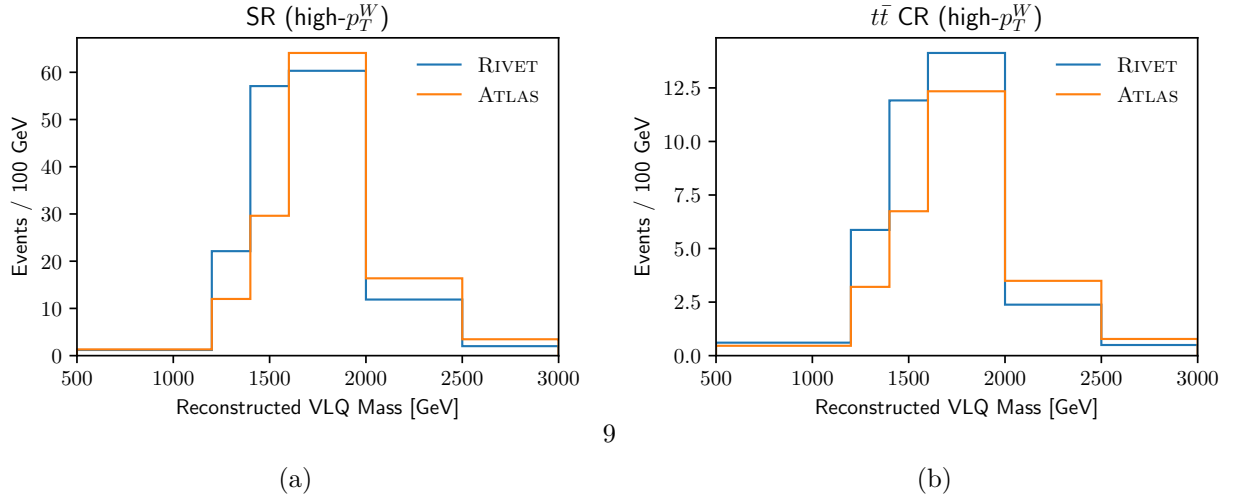 SR (high-$p_T^W$)
Events / 100 GeV
60
50
40
30
20
10
0
RIVET
ATLAS
500 1000 1500 2000 2500 3000
Reconstructed VLQ Mass [GeV]
(a)
$t\bar{t}$ CR (high-$p_T^W$)
Events / 100 GeV
12.5
10.0
7.5
5.0
2.5
0.0
RIVET
ATLAS
500 1000 1500 2000 2500 3000
Reconstructed VLQ Mass [GeV]
(b)
9